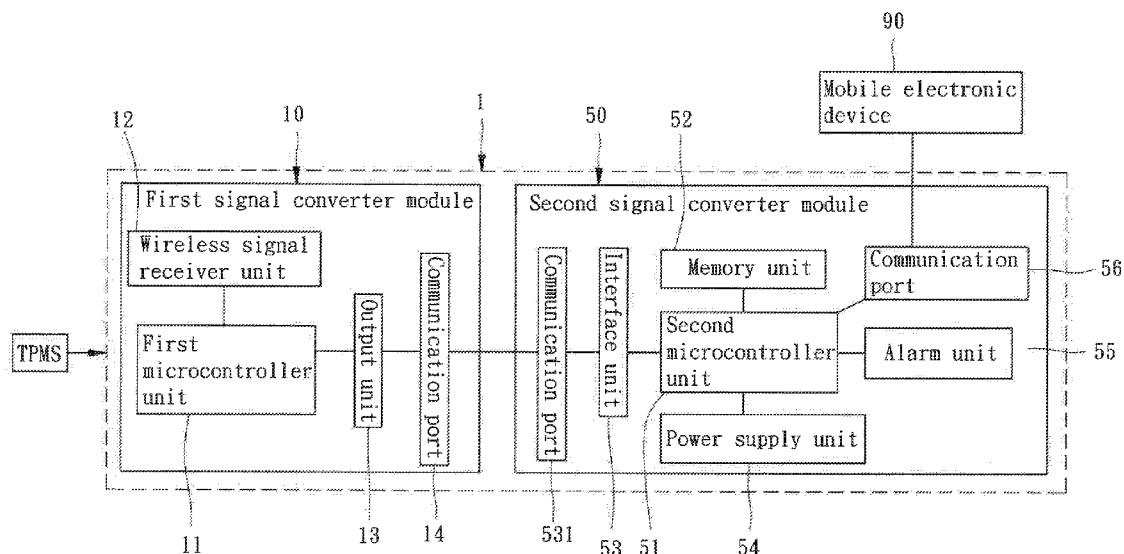 90
Mobile electronic
device
12
10
1
50
52
First signal converter module
Second signal converter module
Wireless signal
receiver unit
Memory unit
Communication
port
56
TPMS
First
microcontroller
unit
Output unit
Communication port
Communication port
Interface unit
Second
microcontroller
unit
Alarm unit
55
Power supply unit
11
13
14
531
53
51
54